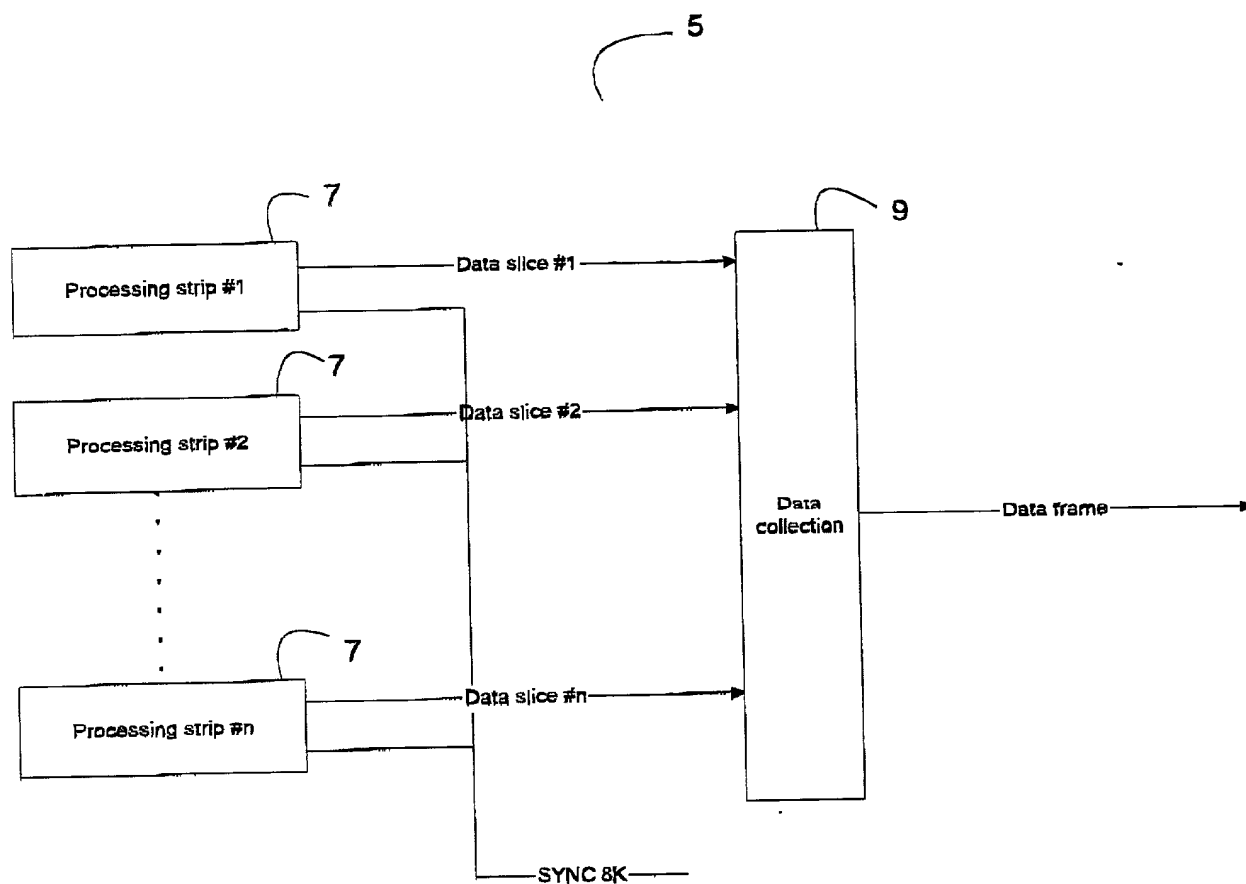 5
7
9
Processing strip #1
Data slice #1
7
Processing strip #2
Data slice #2
Data
collection
Data frame
7
Processing strip #n
Data slice #n
SYNC 8K